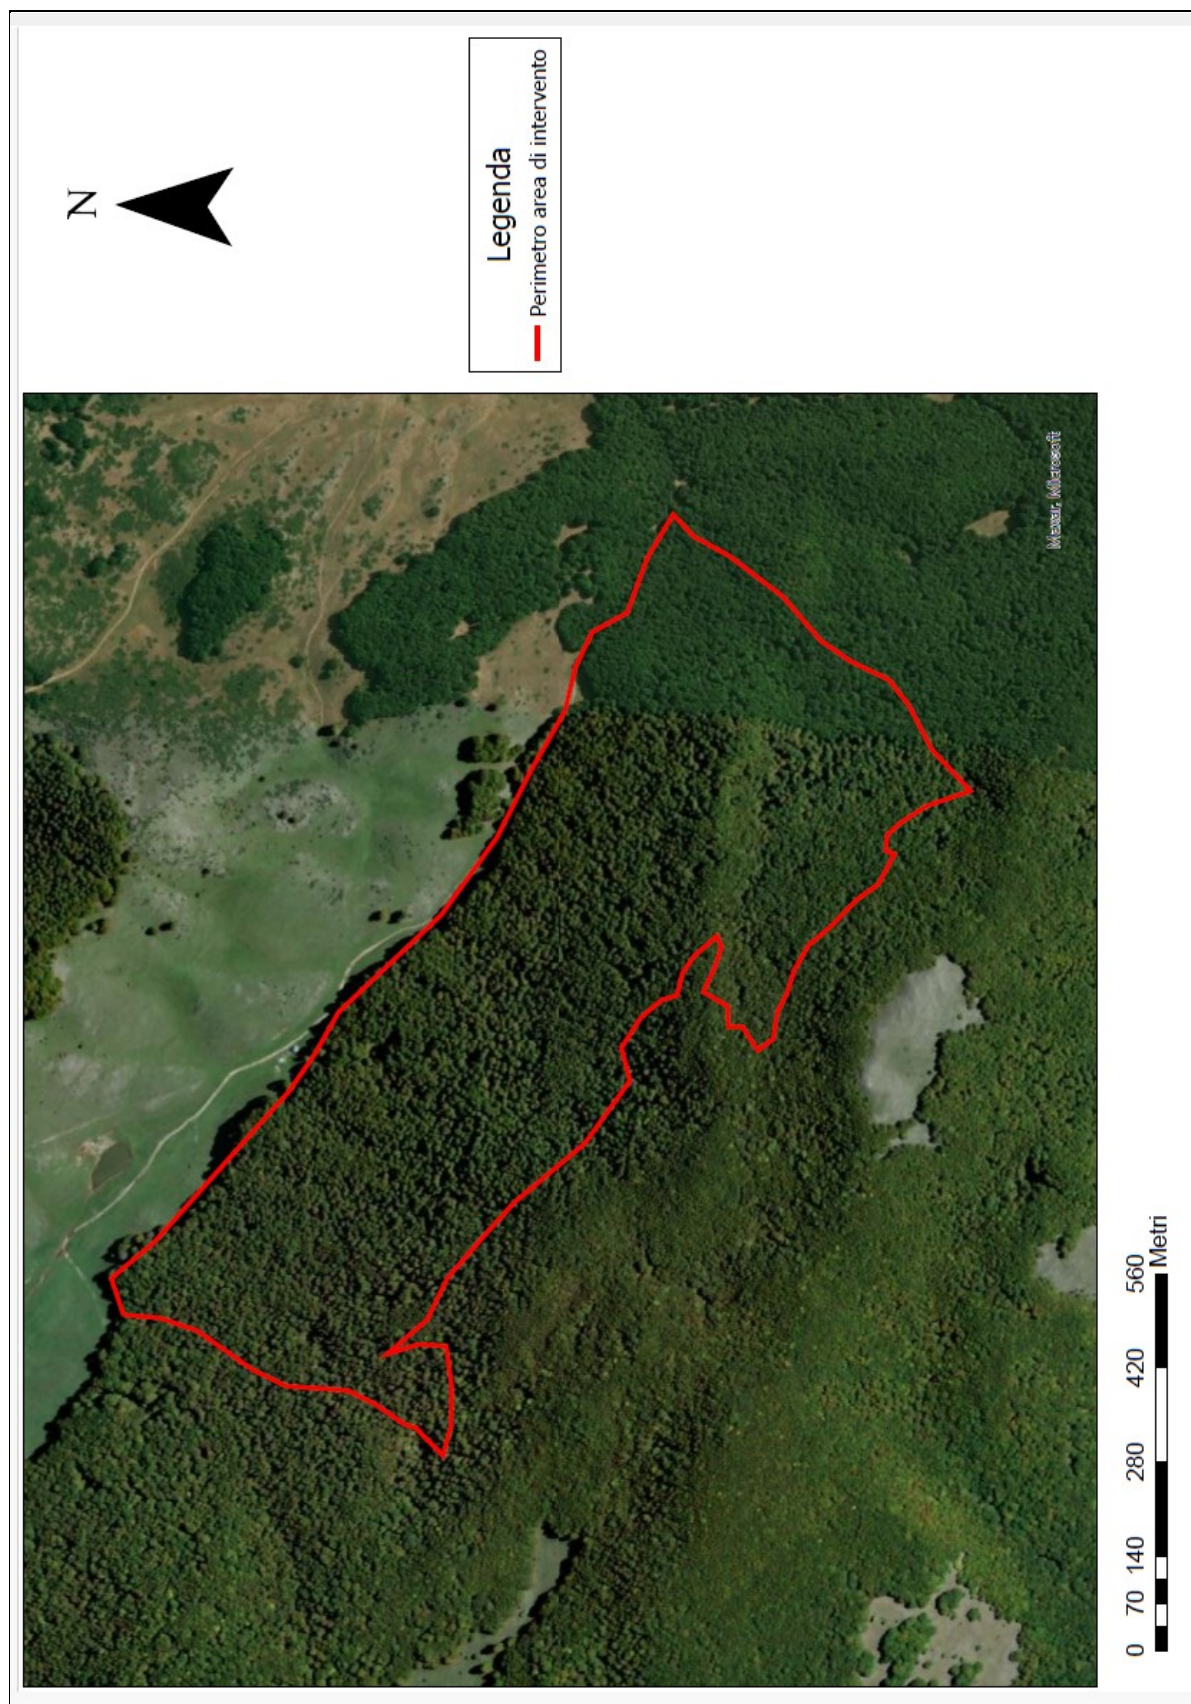 N
Legenda
Perimetro area di intervento
Maxar, Microsoft
0 70 140 280 420 560
Metri